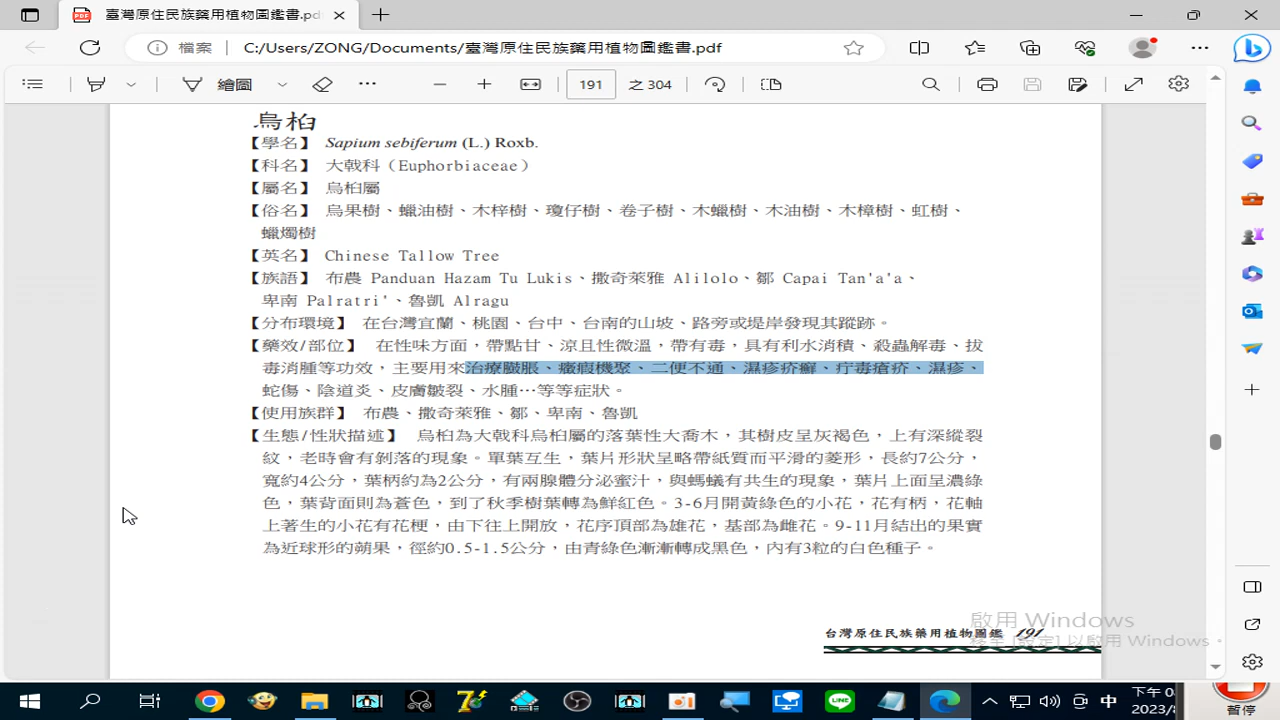 臺灣原住民族藥用植物圖鑑書.pdf
檔案 C:/Users/ZONG/Documents/臺灣原住民族藥用植物圖鑑書.pdf
繪圖 191 之 304
烏桕
【學名】 Sapium sebiferum (L.) Roxb.
【科名】 大戟科（Euphorbiaceae）
【屬名】 烏桕屬
【俗名】 烏果樹、蠟油樹、木梓樹、瓊仔樹、卷子樹、木蠟樹、木油樹、木樟樹、虹樹、
蠟燭樹
【英名】 Chinese Tallow Tree
【族語】 布農 Panduan Hazam Tu Lukis、撒奇萊雅 Alilolo、鄒 Capai Tan'a'a、
卑南 Palratri'、魯凱 Alragu
【分布環境】 在台灣宜蘭、桃園、台中、台南的山坡、路旁或堤岸發現其蹤跡。
【藥效/部位】 在性味方面，帶點甘、涼且性微溫，帶有毒，具有利水消積、殺蟲解毒、拔
毒消腫等功效，主要用來治療臌脹、癥瘕機聚、二便不通、濕疹疥癬、疔毒瘡疥、濕疹、
蛇傷、陰道炎、皮膚皺裂、水腫…等等症狀。
【使用族群】 布農、撒奇萊雅、鄒、卑南、魯凱
【生態/性狀描述】 烏桕為大戟科烏桕屬的落葉性大喬木，其樹皮呈灰褐色，上有深縱裂
紋，老時會有剝落的現象。單葉互生，葉片形狀呈略帶紙質而平滑的菱形，長約7公分，
寬約4公分，葉柄約為2公分，有兩腺體分泌蜜汁，與螞蟻有共生的現象，葉片上面呈濃綠
色，葉背面則為蒼色，到了秋季樹葉轉為鮮紅色。3-6月開黃綠色的小花，花有柄，花軸
上著生的小花有花梗，由下往上開放，花序頂部為雄花，基部為雌花。9-11月結出的果實
為近球形的蒴果，徑約0.5-1.5公分，由青綠色漸漸轉成黑色，內有3粒的白色種子。
啟用 Windows
移至 [設定] 以啟用 Windows。
台灣原住民族藥用植物圖鑑 191
中 下午 0
2023/8
暫停